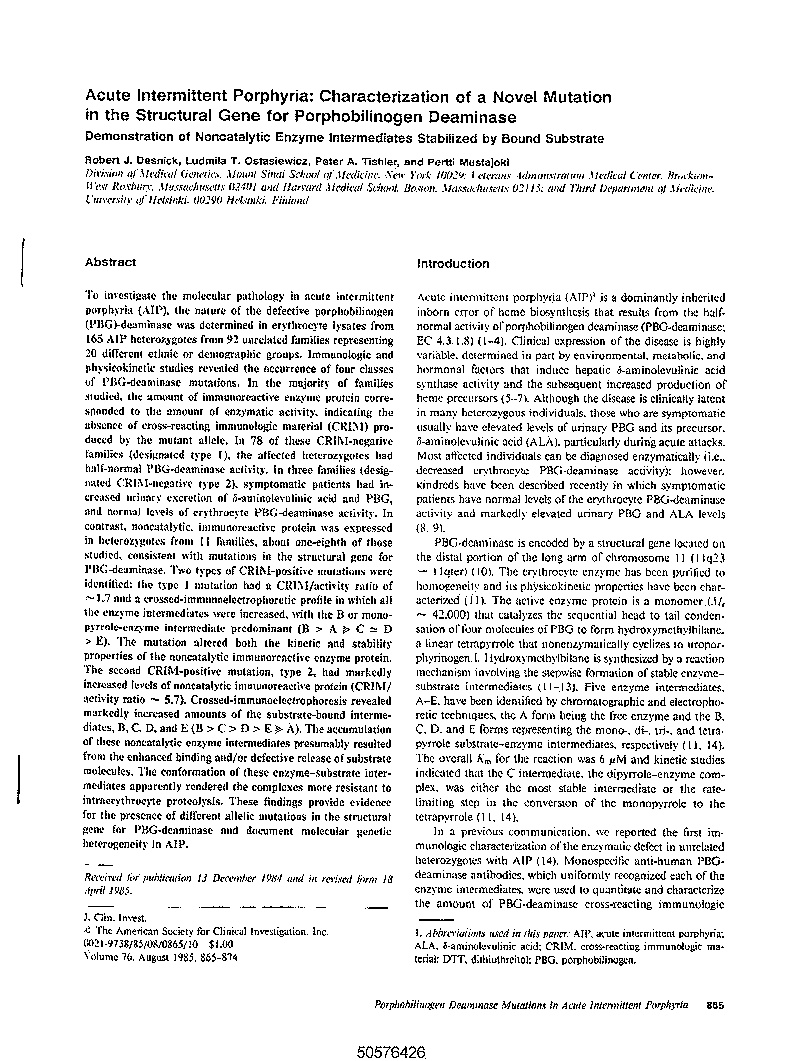 Acute Intermittent Porphyria: Characterization of a Novel Mutation
in the Structural Gene for Porphobilinogen Deaminase
Demonstration of Noncatalytic Enzyme Intermediates Stabilized by Bound Substrate
Robert J. Desnick, Ludmila T. Ostasiewicz, Peter A. Tishler, and Pertti Mustajoki
Division of Medical Genetics, Mount Sinai School of Medicine, New York 10029; Veterans Administration Medical Center, Brockton-
West Roxbury, Massachusetts 02401 and Harvard Medical School, Boston, Massachusetts 02115; and Third Department of Medicine,
University of Helsinki, 00290 Helsinki, Finland
Abstract
To investigate the molecular pathology in acute intermittent
porphyria (AIP), the nature of the defective porphobilinogen
(PBG)-deaminase was determined in erythrocyte lysates from
165 AIP heterozygotes from 92 unrelated families representing
20 different ethnic or demographic groups. Immunologic and
physicokinetic studies revealed the occurrence of four classes
of PBG-deaminase mutations. In the majority of families
studied, the amount of immunoreactive enzyme protein corre-
sponded to the amount of enzymatic activity, indicating the
absence of cross-reacting immunologic material (CRIM) pro-
duced by the mutant allele. In 78 of these CRIM-negative
families (designated type 1), the affected heterozygotes had
half-normal PBG-deaminase activity. In three families (desig-
nated CRIM-negative type 2), symptomatic patients had in-
creased urinary excretion of δ-aminolevulinic acid and PBG,
and normal levels of erythrocyte PBG-deaminase activity. In
contrast, noncatalytic, immunoreactive protein was expressed
in heterozygotes from 11 families, about one-eighth of those
studied, consistent with mutations in the structural gene for
PBG-deaminase. Two types of CRIM-positive mutations were
identified: the type 1 mutation had a CRIM/activity ratio of
~1.7 and a crossed-immunoelectrophoretic profile in which all
the enzyme intermediates were increased, with the B or mono-
pyrrole-enzyme intermediate predominant (B > A ⩾ C ≃ D
> E). The mutation altered both the kinetic and stability
properties of the noncatalytic immunoreactive enzyme protein.
The second CRIM-positive mutation, type 2, had markedly
increased levels of noncatalytic immunoreactive protein (CRIM/
activity ratio ~ 5.7). Crossed-immunoelectrophoresis revealed
markedly increased amounts of the substrate-bound interme-
diates, B, C, D, and E (B > C > D > E ⩾ A). The accumulation
of these noncatalytic enzyme intermediates presumably resulted
from the enhanced binding and/or defective release of substrate
molecules. The conformation of these enzyme-substrate inter-
mediates apparently rendered the complexes more resistant to
intraerythrocyte proteolysis. These findings provide evidence
for the presence of different allelic mutations in the structural
gene for PBG-deaminase and document molecular genetic
heterogeneity in AIP.
Received for publication 13 December 1984 and in revised form 18
April 1985.
J. Clin. Invest.
© The American Society for Clinical Investigation, Inc.
0021-9738/85/08/0865/10 $1.00
Volume 76, August 1985, 865-874
Introduction
Acute intermittent porphyria (AIP)¹ is a dominantly inherited
inborn error of heme biosynthesis that results from the half-
normal activity of porphobilinogen deaminase (PBG-deaminase;
EC 4.3.1.8) (1-4). Clinical expression of the disease is highly
variable, determined in part by environmental, metabolic, and
hormonal factors that induce hepatic δ-aminolevulinic acid
synthase activity and the subsequent increased production of
heme precursors (5-7). Although the disease is clinically latent
in many heterozygous individuals, those who are symptomatic
usually have elevated levels of urinary PBG and its precursor,
δ-aminolevulinic acid (ALA), particularly during acute attacks.
Most affected individuals can be diagnosed enzymatically (i.e.,
decreased erythrocyte PBG-deaminase activity); however,
kindreds have been described recently in which symptomatic
patients have normal levels of the erythrocyte PBG-deaminase
activity and markedly elevated urinary PBG and ALA levels
(8, 9).
PBG-deaminase is encoded by a structural gene located on
the distal portion of the long arm of chromosome 11 (11q23
→ 11qter) (10). The erythrocyte enzyme has been purified to
homogeneity and its physicokinetic properties have been char-
acterized (11). The active enzyme protein is a monomer (Mr
~ 42,000) that catalyzes the sequential head to tail conden-
sation of four molecules of PBG to form hydroxymethylbilane,
a linear tetrapyrrole that nonenzymatically cyclizes to uropor-
phyrinogen I. Hydroxymethylbilane is synthesized by a reaction
mechanism involving the stepwise formation of stable enzyme-
substrate intermediates (11-13). Five enzyme intermediates,
A-E, have been identified by chromatographic and electropho-
retic techniques, the A form being the free enzyme and the B,
C, D, and E forms representing the mono-, di-, tri-, and tetra-
pyrrole substrate-enzyme intermediates, respectively (11, 14).
The overall Km for the reaction was 6 μM and kinetic studies
indicated that the C intermediate, the dipyrrole-enzyme com-
plex, was either the most stable intermediate or the rate-
limiting step in the conversion of the monopyrrole to the
tetrapyrrole (11, 14).
In a previous communication, we reported the first im-
munologic characterization of the enzymatic defect in unrelated
heterozygotes with AIP (14). Monospecific anti-human PBG-
deaminase antibodies, which uniformly recognized each of the
enzyme intermediates, were used to quantitate and characterize
the amount of PBG-deaminase cross-reacting immunologic
1. Abbreviations used in this paper: AIP, acute intermittent porphyria;
ALA, δ-aminolevulinic acid; CRIM, cross-reacting immunologic ma-
terial; DTT, dithiothreitol; PBG, porphobilinogen.
Porphobilinogen Deaminase Mutations in Acute Intermittent Porphyria 865
50576426